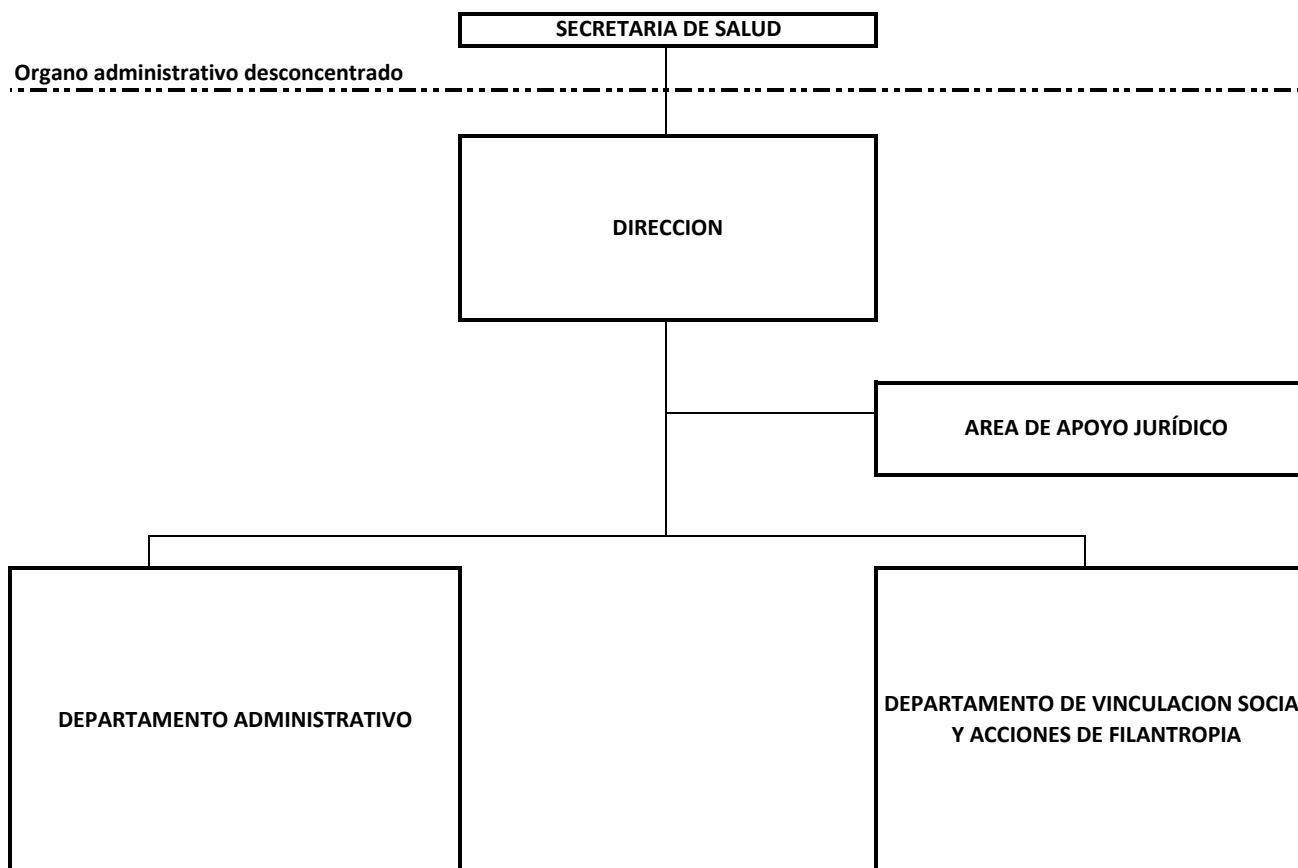 SECRETARIA DE SALUD
Organo administrativo desconcentrado
DIRECCION
AREA DE APOYO JURÍDICO
DEPARTAMENTO ADMINISTRATIVO
DEPARTAMENTO DE VINCULACION SOCIA
Y ACCIONES DE FILANTROPIA